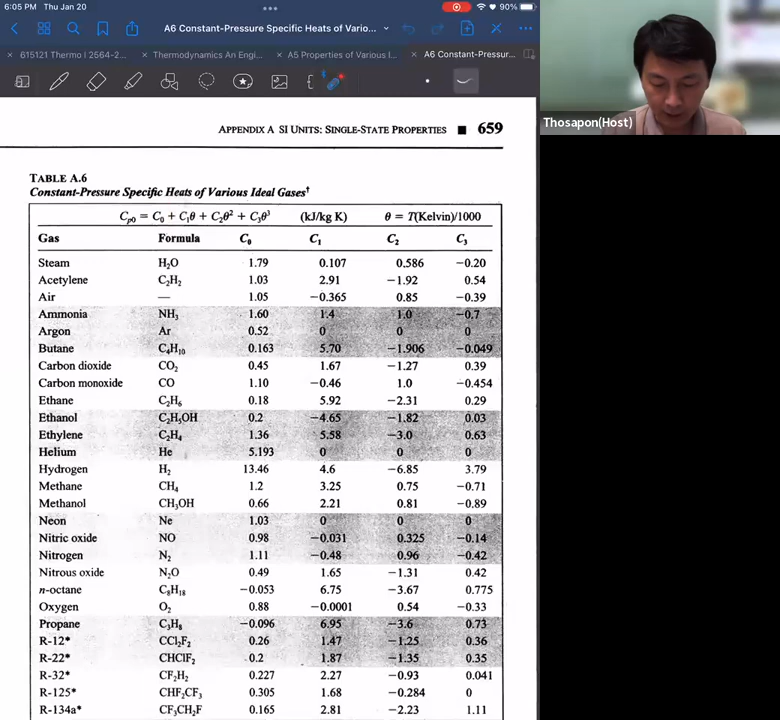 6:05 PM Thu Jan 20
90%
A6 Constant-Pressure Specific Heats of Vario...
615121 Thermo I 2564-2...
Thermodynamics An Engi...
A5 Properties of Various I...
A6 Constant-Pressur...
Thosapon(Host)
APPENDIX A SI UNITS: SINGLE-STATE PROPERTIES ■ 659
TABLE A.6
Constant-Pressure Specific Heats of Various Ideal Gases†
Cp0 = C0 + C1θ + C2θ² + C3θ³ (kJ/kg K) θ = T(Kelvin)/1000
Gas Formula C0 C1 C2 C3
Steam H2O 1.79 0.107 0.586 −0.20
Acetylene C2H2 1.03 2.91 −1.92 0.54
Air — 1.05 −0.365 0.85 −0.39
Ammonia NH3 1.60 1.4 1.0 −0.7
Argon Ar 0.52 0 0 0
Butane C4H10 0.163 5.70 −1.906 −0.049
Carbon dioxide CO2 0.45 1.67 −1.27 0.39
Carbon monoxide CO 1.10 −0.46 1.0 −0.454
Ethane C2H6 0.18 5.92 −2.31 0.29
Ethanol C2H5OH 0.2 −4.65 −1.82 0.03
Ethylene C2H4 1.36 5.58 −3.0 0.63
Helium He 5.193 0 0 0
Hydrogen H2 13.46 4.6 −6.85 3.79
Methane CH4 1.2 3.25 0.75 −0.71
Methanol CH3OH 0.66 2.21 0.81 −0.89
Neon Ne 1.03 0 0 0
Nitric oxide NO 0.98 −0.031 0.325 −0.14
Nitrogen N2 1.11 −0.48 0.96 −0.42
Nitrous oxide N2O 0.49 1.65 −1.31 0.42
n-octane C8H18 −0.053 6.75 −3.67 0.775
Oxygen O2 0.88 −0.0001 0.54 −0.33
Propane C3H8 −0.096 6.95 −3.6 0.73
R-12* CCl2F2 0.26 1.47 −1.25 0.36
R-22* CHClF2 0.2 1.87 −1.35 0.35
R-32* CF2H2 0.227 2.27 −0.93 0.041
R-125* CHF2CF3 0.305 1.68 −0.284 0
R-134a* CF3CH2F 0.165 2.81 −2.23 1.11